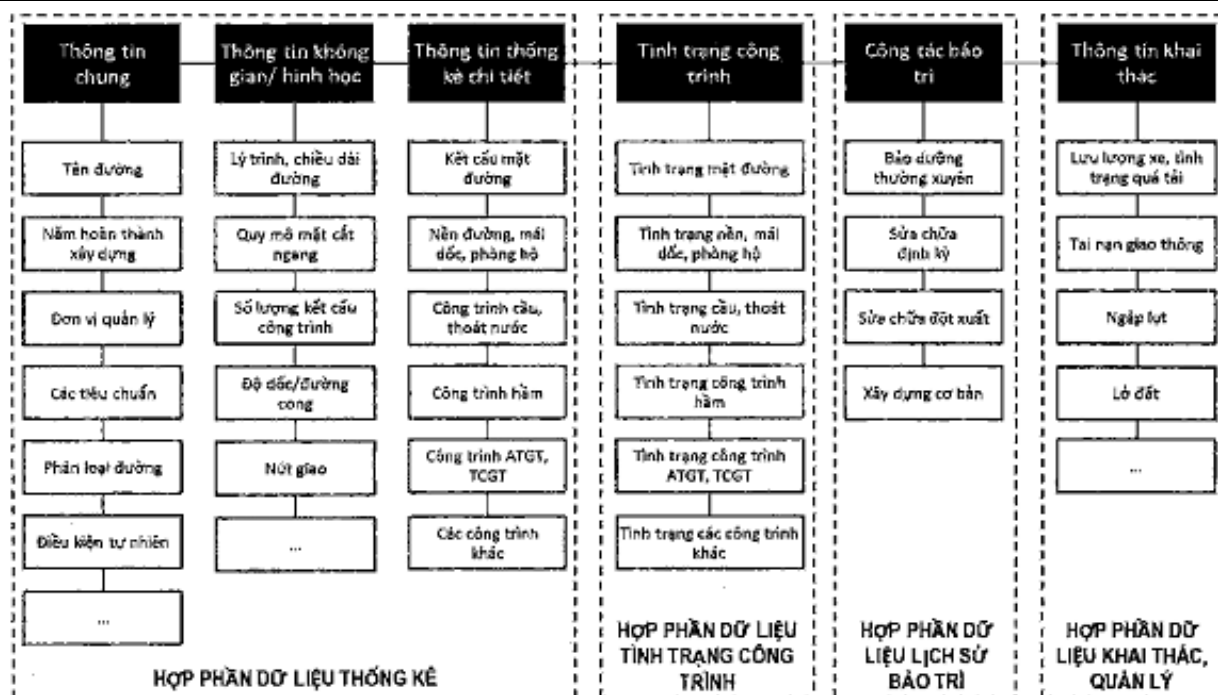 Thông tin
chung
Tên đường
Năm hoàn thành
xây dựng
Đơn vị quản lý
Các tiêu chuẩn
Phân loại đường
Điều kiện tự nhiên
...
Thông tin không
gian/ hình học
Lý trình, chiều dài
đường
Quy mô mặt cắt
ngang
Số lượng kết cấu
công trình
Độ dốc/đường
cong
Nút giao
...
Thông tin thống
kê chi tiết
Kết cấu mặt
đường
Nền đường, mái
dốc, phòng hộ
Công trình cầu,
thoát nước
Công trình hầm
Công trình ATGT,
TCGT
Các công trình
khác
HỢP PHẦN DỮ LIỆU THỐNG KÊ
Tình trạng công
trình
Tình trạng mặt đường
Tình trạng nền, mái
dốc, phòng hộ
Tình trạng cầu, thoát
nước
Tình trạng công trình
hầm
Tình trạng công trình
ATGT, TCGT
Tình trạng các công trình
khác
HỢP PHẦN DỮ LIỆU
TÌNH TRẠNG CÔNG
TRÌNH
Công tác bảo
trì
Bảo dưỡng
thường xuyên
Sửa chữa
định kỳ
Sửa chữa đột xuất
Xây dựng cơ bản
HỢP PHẦN DỮ
LIỆU LỊCH SỬ
BẢO TRÌ
Thông tin khai
thác
Lưu lượng xe, tình
trạng quá tải
Tai nạn giao thông
Ngập lụt
Lở đất
...
HỢP PHẦN DỮ
LIỆU KHAI THÁC,
QUẢN LÝ